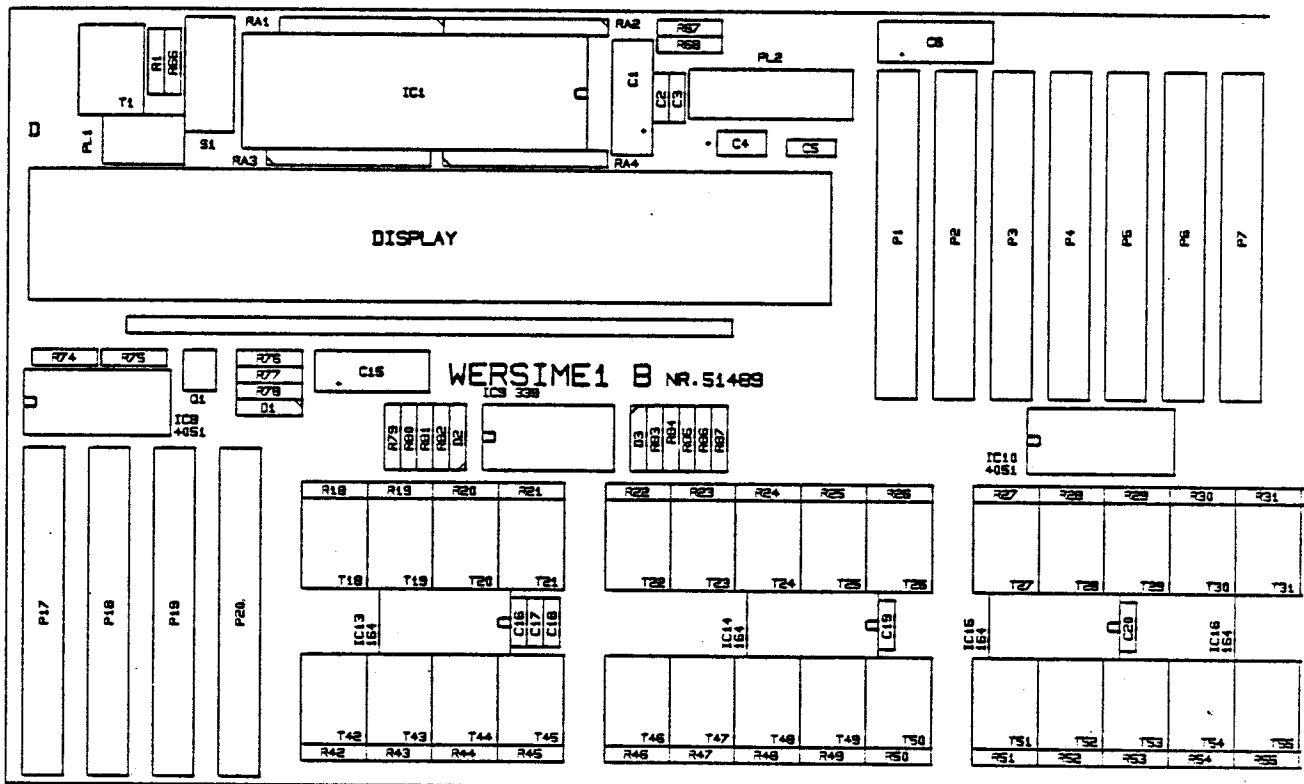 RA1
RA2
R67
R68
C6
R1
R66
T1
S1
IC1
C1
C2
C3
PL2
D
PL1
RA3
RA4
C4
C5
DISPLAY
P1
P2
P3
P4
P5
P6
P7
R74
R75
Q1
R76
R77
R78
D1
C15
WERSIME1 B NR.51489
IC8
4051
IC9 339
R79
R80
R81
R82
D2
D3
R83
R84
R85
R86
R87
IC10
4051
R18 R19 R20 R21
R22 R23 R24 R25 R26
R27 R28 R29 R30 R31
T18 T19 T20 T21
T22 T23 T24 T25 T26
T27 T28 T29 T30 T31
P17
P18
P19
P20.
IC13
164
C16
C17
C18
IC14
164
C19
IC15
164
C20
IC16
164
T42 T43 T44 T45
T46 T47 T48 T49 T50
T51 T52 T53 T54 T55
R42 R43 R44 R45
R46 R47 R48 R49 R50
R51 R52 R53 R54 R55